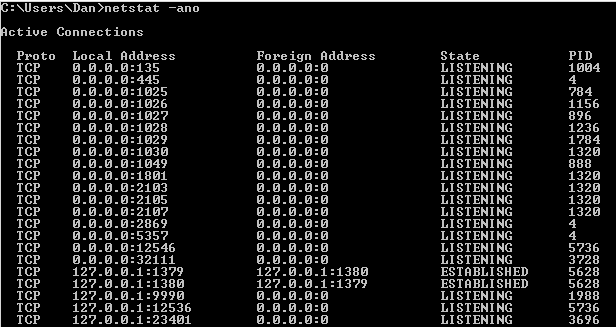 C:\Users\Dan>netstat -ano
Active Connections
Proto Local Address Foreign Address State PID
TCP 0.0.0.0:135 0.0.0.0:0 LISTENING 1004
TCP 0.0.0.0:445 0.0.0.0:0 LISTENING 4
TCP 0.0.0.0:1025 0.0.0.0:0 LISTENING 784
TCP 0.0.0.0:1026 0.0.0.0:0 LISTENING 1156
TCP 0.0.0.0:1027 0.0.0.0:0 LISTENING 896
TCP 0.0.0.0:1028 0.0.0.0:0 LISTENING 1236
TCP 0.0.0.0:1029 0.0.0.0:0 LISTENING 1784
TCP 0.0.0.0:1030 0.0.0.0:0 LISTENING 1320
TCP 0.0.0.0:1049 0.0.0.0:0 LISTENING 888
TCP 0.0.0.0:1801 0.0.0.0:0 LISTENING 1320
TCP 0.0.0.0:2103 0.0.0.0:0 LISTENING 1320
TCP 0.0.0.0:2105 0.0.0.0:0 LISTENING 1320
TCP 0.0.0.0:2107 0.0.0.0:0 LISTENING 1320
TCP 0.0.0.0:2869 0.0.0.0:0 LISTENING 4
TCP 0.0.0.0:5357 0.0.0.0:0 LISTENING 4
TCP 0.0.0.0:12546 0.0.0.0:0 LISTENING 5736
TCP 0.0.0.0:32111 0.0.0.0:0 LISTENING 3728
TCP 127.0.0.1:1379 127.0.0.1:1380 ESTABLISHED 5628
TCP 127.0.0.1:1380 127.0.0.1:1379 ESTABLISHED 5628
TCP 127.0.0.1:9990 0.0.0.0:0 LISTENING 1988
TCP 127.0.0.1:12536 0.0.0.0:0 LISTENING 5736
TCP 127.0.0.1:23401 0.0.0.0:0 LISTENING 3696